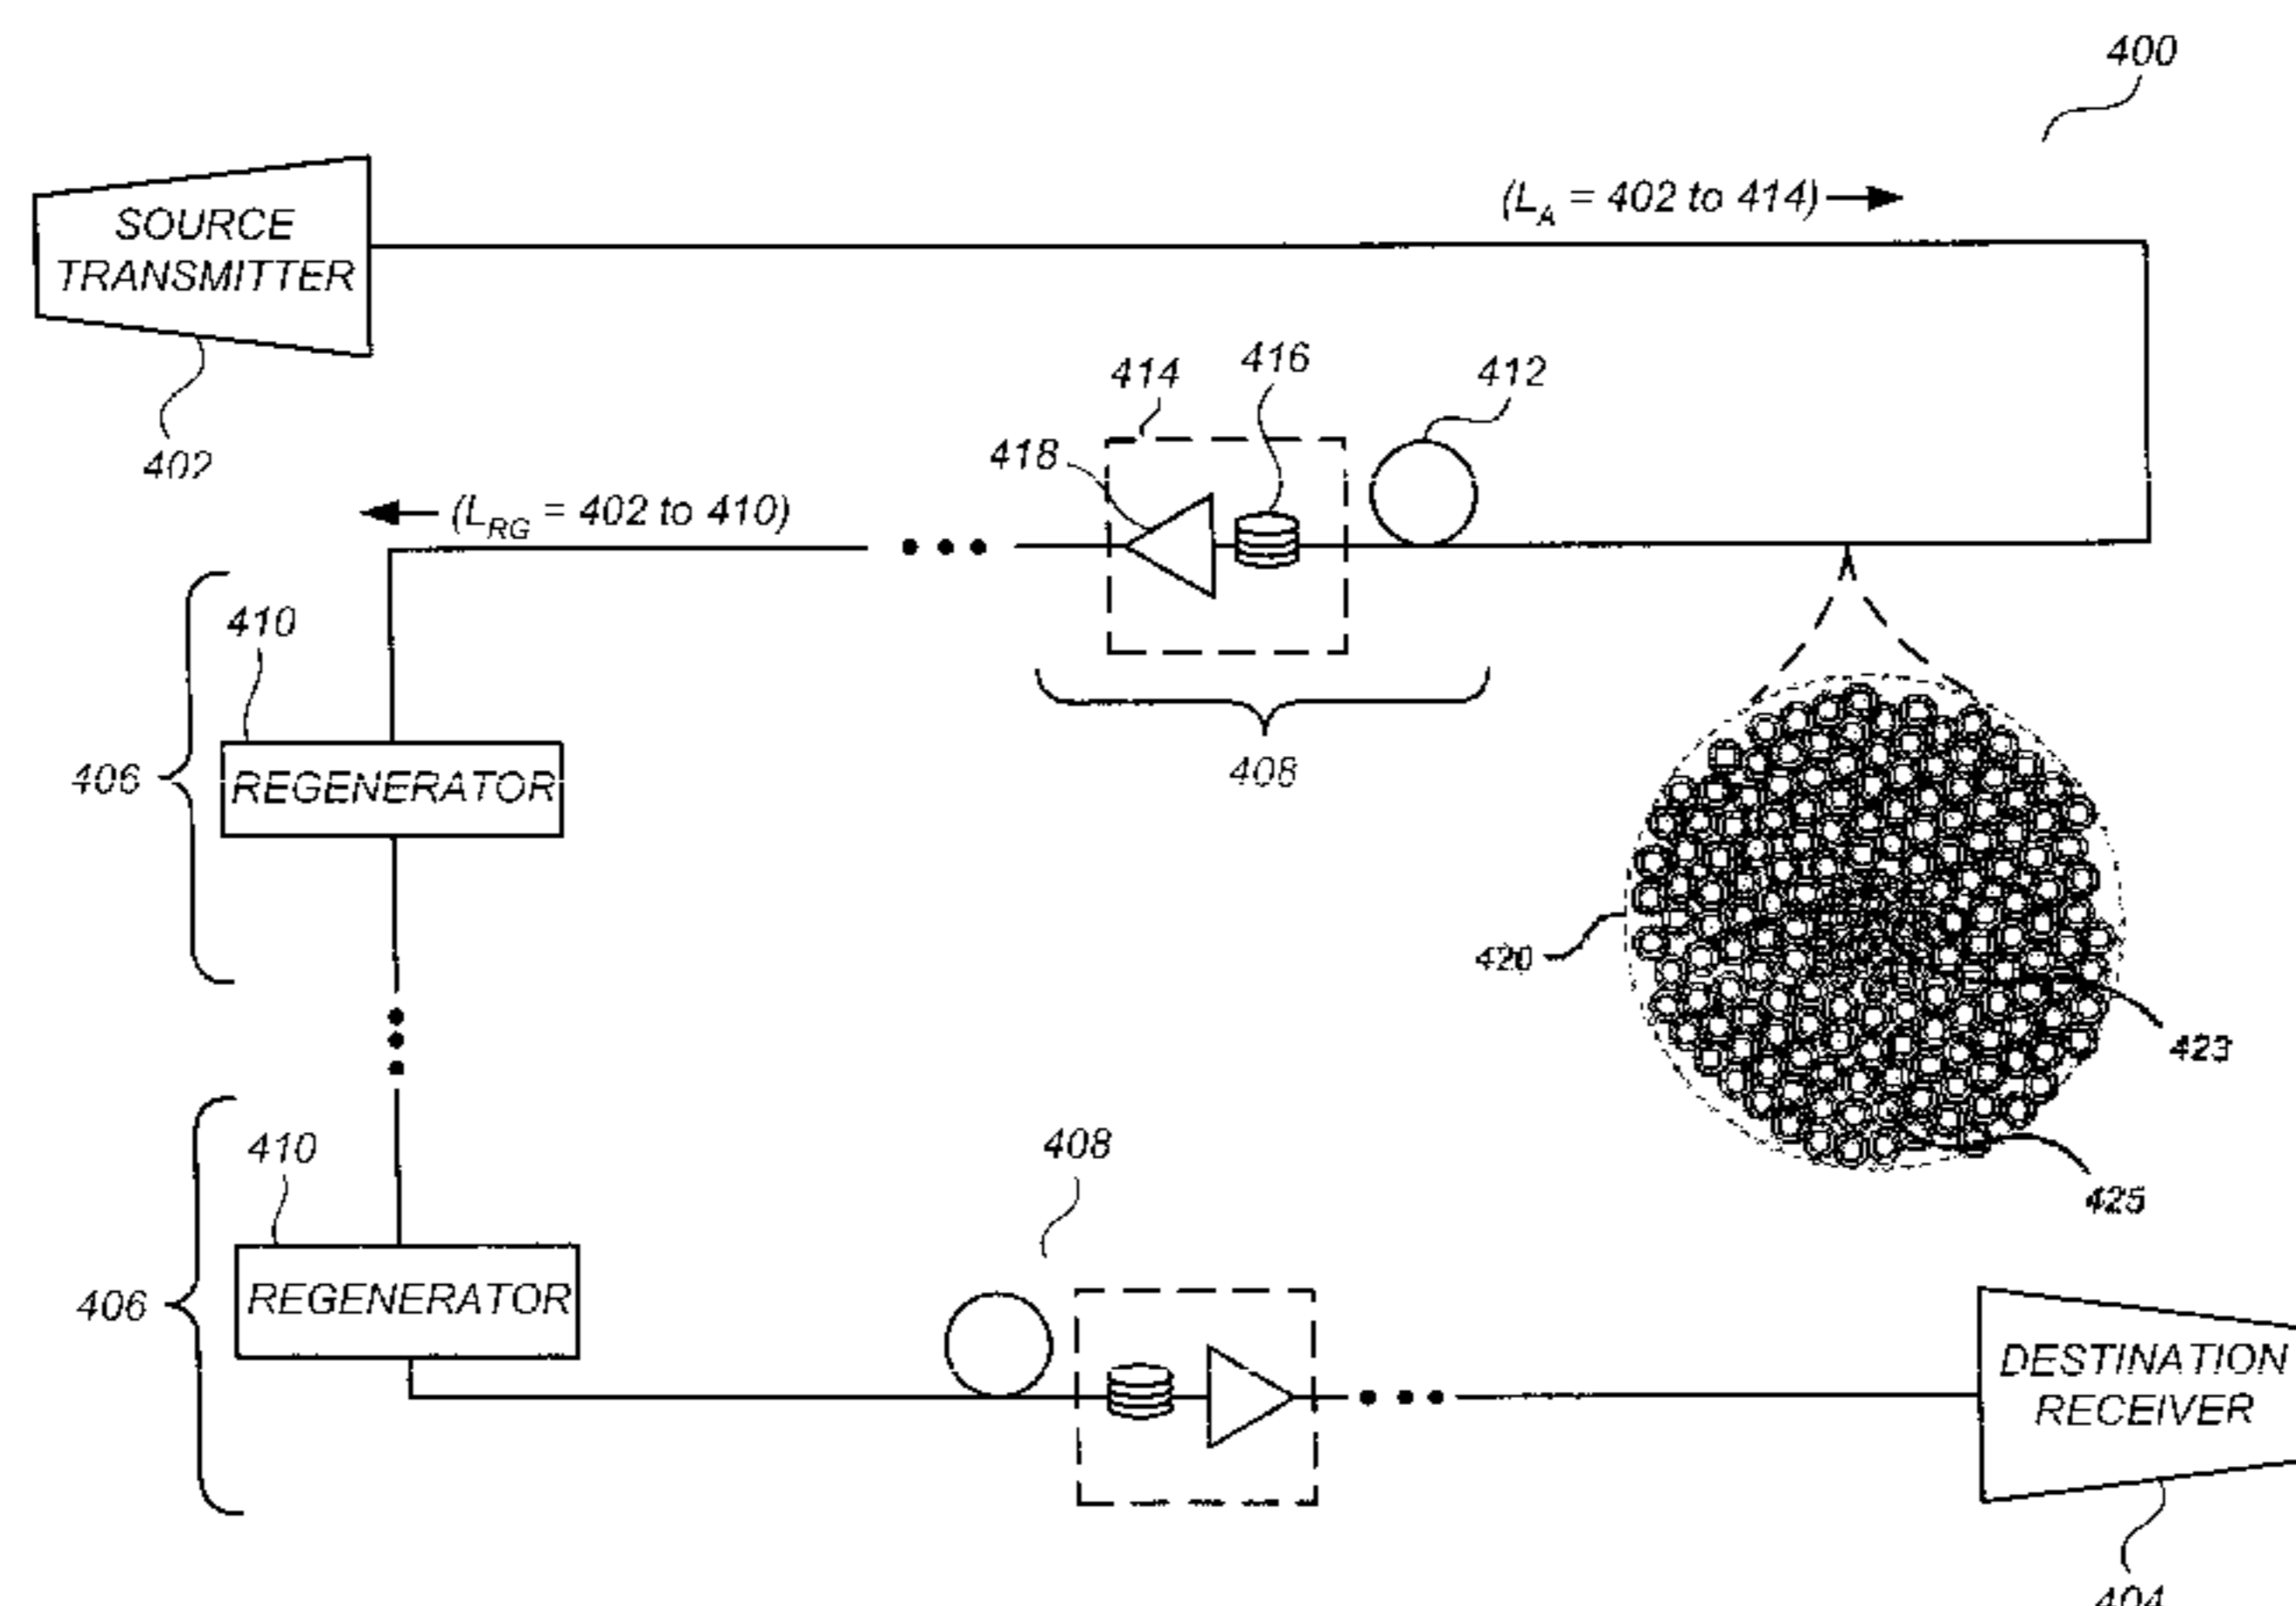 400
(L_A = 402 to 414)
SOURCE
TRANSMITTER
402
414
416
412
418
(L_RG = 402 to 410)
410
406
REGENERATOR
408
420
423
425
410
408
406
REGENERATOR
DESTINATION
RECEIVER
404